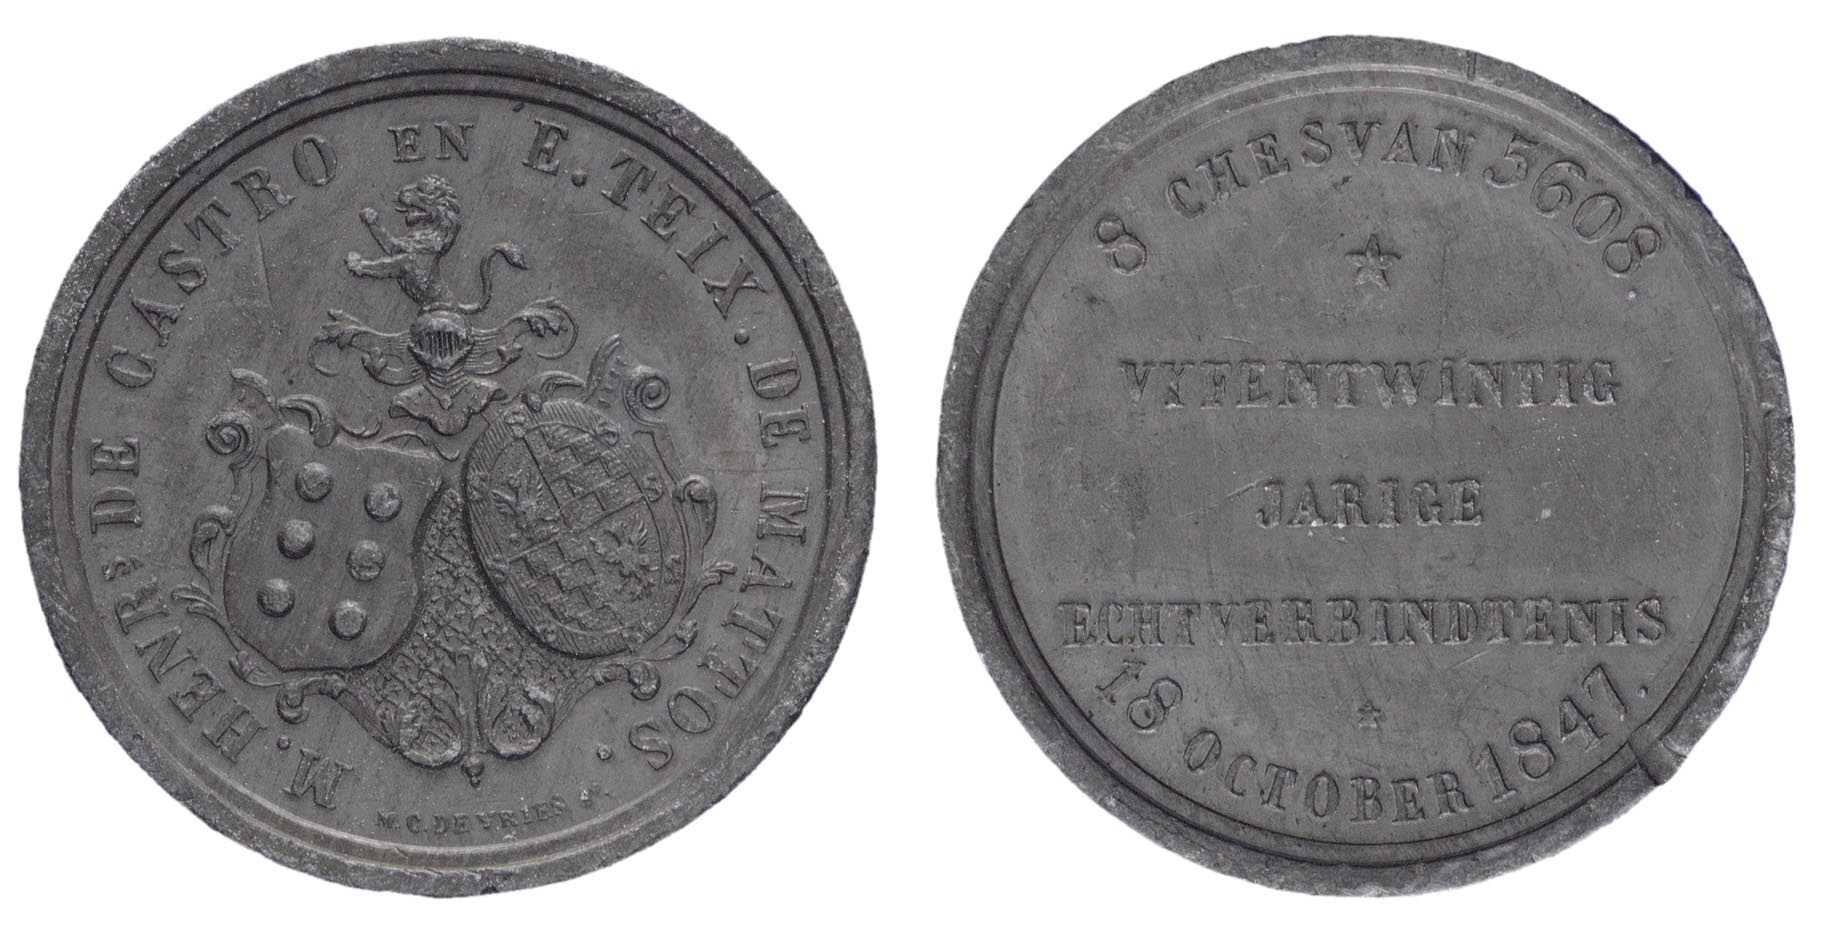 M. HENRS DE CASTRO EN E. TEIX. DE MATTOS.
M.C. DE VRIES
8 CHESVAN 5608.
VYFENTWINTIG
JARIGE
ECHTVERBINDTENIS
18 OCTOBER 1847.